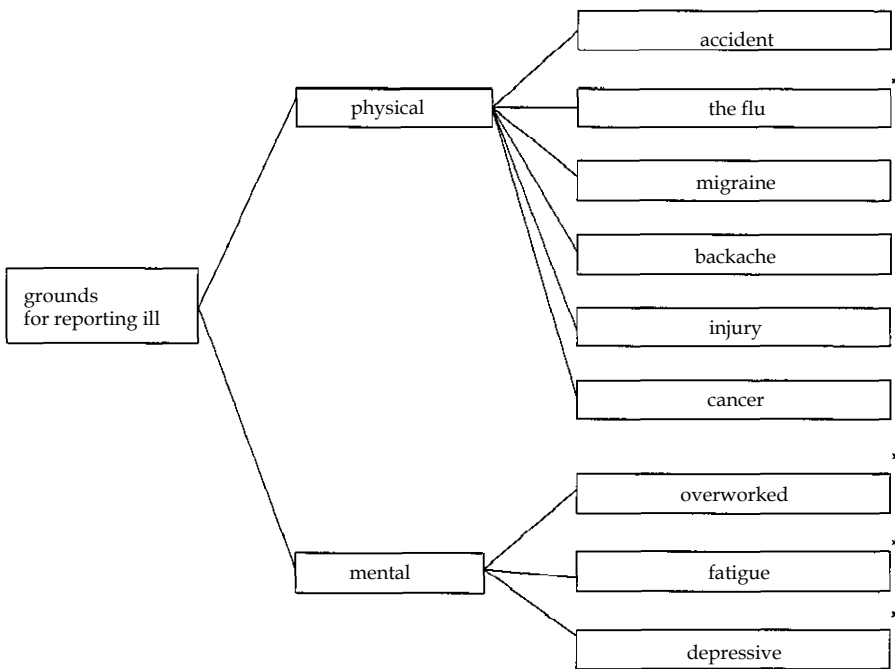 accident
physical
the flu
migraine
backache
grounds
for reporting ill
injury
cancer
overworked
mental
fatigue
depressive